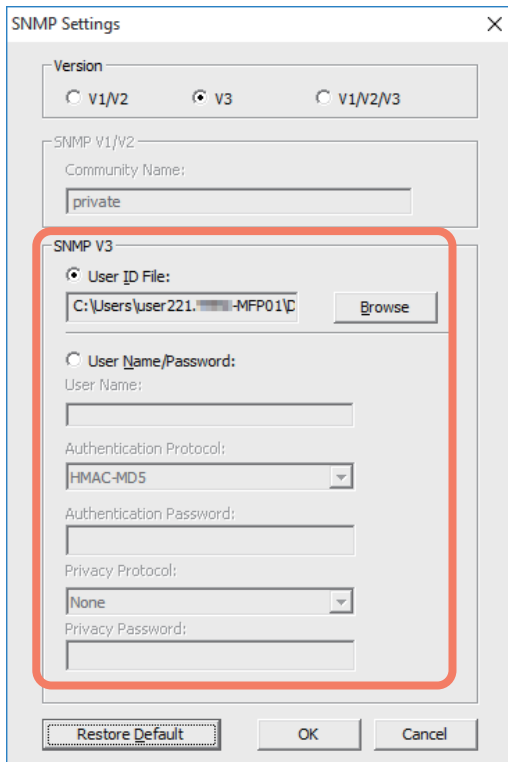 SNMP Settings
Version
V1/V2 V3 V1/V2/V3
SNMP V1/V2
Community Name:
private
SNMP V3
User ID File:
C:\Users\user221. -MFP01\D
Browse
User Name/Password:
User Name:
Authentication Protocol:
HMAC-MD5
Authentication Password:
Privacy Protocol:
None
Privacy Password:
Restore Default OK Cancel